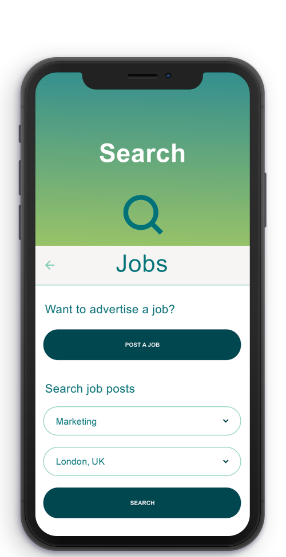 Search
Jobs
Want to advertise a job?
POST A JOB
Search job posts
Marketing
London, UK
SEARCH